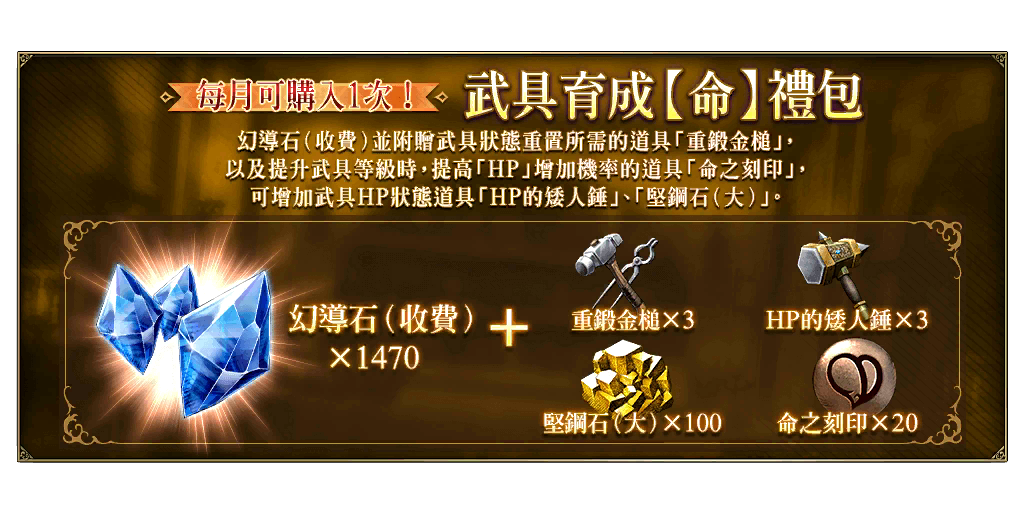 每月可購入1次！ 武具育成【命】禮包
幻導石（收費）並附贈武具狀態重置所需的道具「重鍛金槌」，
以及提升武具等級時，提高「HP」增加機率的道具「命之刻印」，
可增加武具HP狀態道具「HP的矮人錘」、「堅鋼石（大）」。
幻導石（收費）
×1470
＋
重鍛金槌×3
HP的矮人錘×3
堅鋼石（大）×100
命之刻印×20